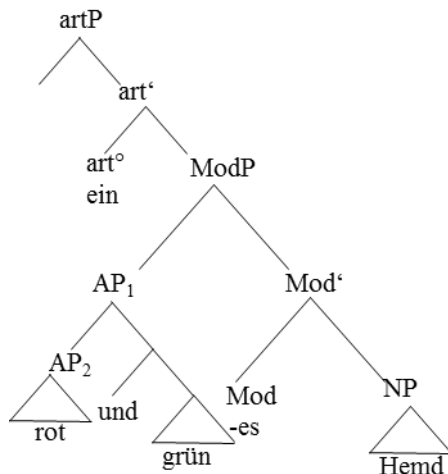 artP
art‘
art°
ein
ModP
AP₁
Mod‘
AP₂
und
Mod
-es
NP
rot
grün
Hemd